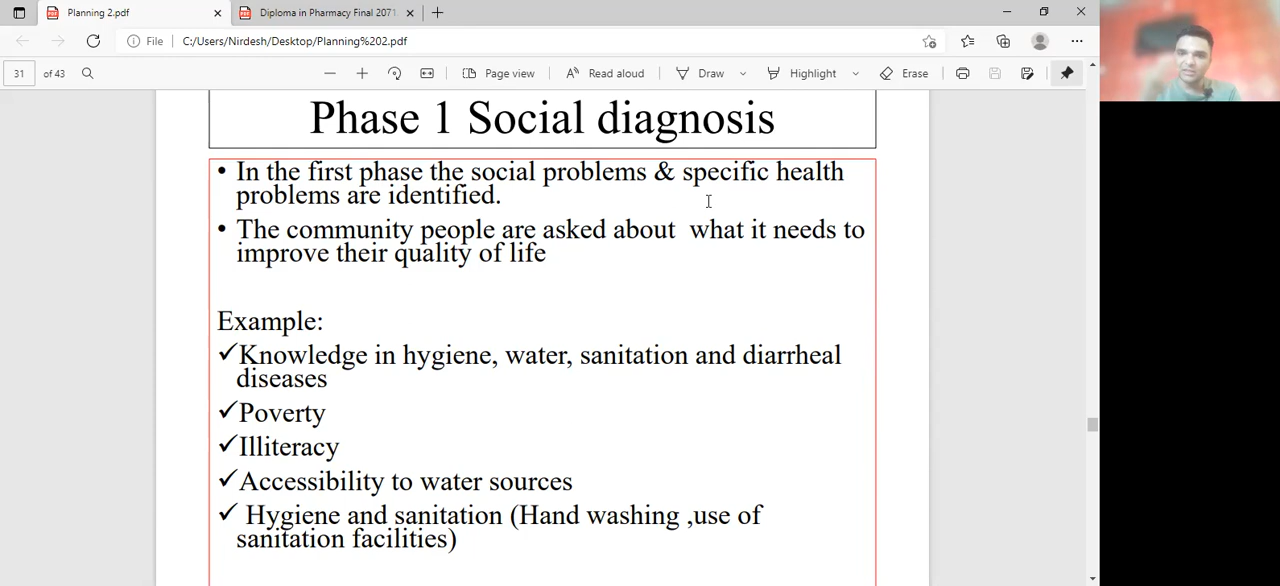 Planning 2.pdf
Diploma in Pharmacy Final 2071
File C:/Users/Nirdesh/Desktop/Planning%202.pdf
31 of 43 Page view Read aloud Draw Highlight Erase
Phase 1 Social diagnosis
• In the first phase the social problems & specific health
problems are identified.
• The community people are asked about what it needs to
improve their quality of life
Example:
✓Knowledge in hygiene, water, sanitation and diarrheal
diseases
✓Poverty
✓Illiteracy
✓Accessibility to water sources
✓ Hygiene and sanitation (Hand washing ,use of
sanitation facilities)